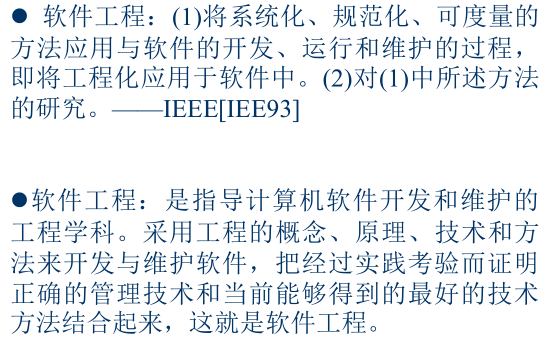 ● 软件工程：(1)将系统化、规范化、可度量的
方法应用与软件的开发、运行和维护的过程，
即将工程化应用于软件中。(2)对(1)中所述方法
的研究。——IEEE[IEE93]
●软件工程：是指导计算机软件开发和维护的
工程学科。采用工程的概念、原理、技术和方
法来开发与维护软件，把经过实践考验而证明
正确的管理技术和当前能够得到的最好的技术
方法结合起来，这就是软件工程。